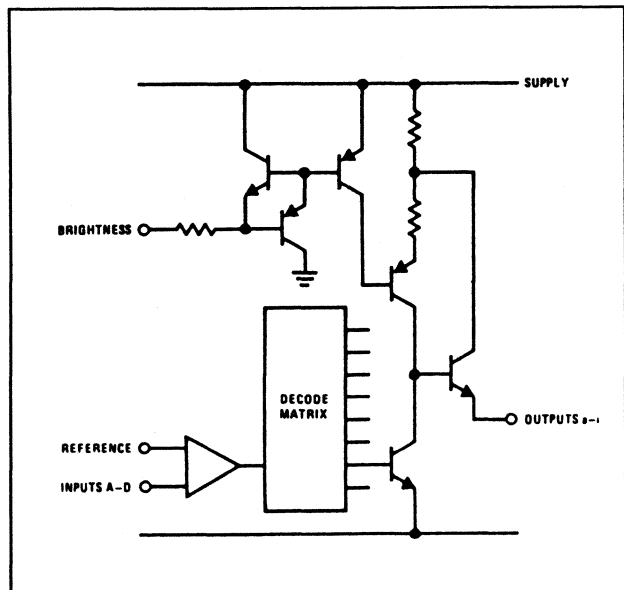 SUPPLY
BRIGHTNESS
DECODE
MATRIX
REFERENCE
INPUTS A–D
OUTPUTS a–i